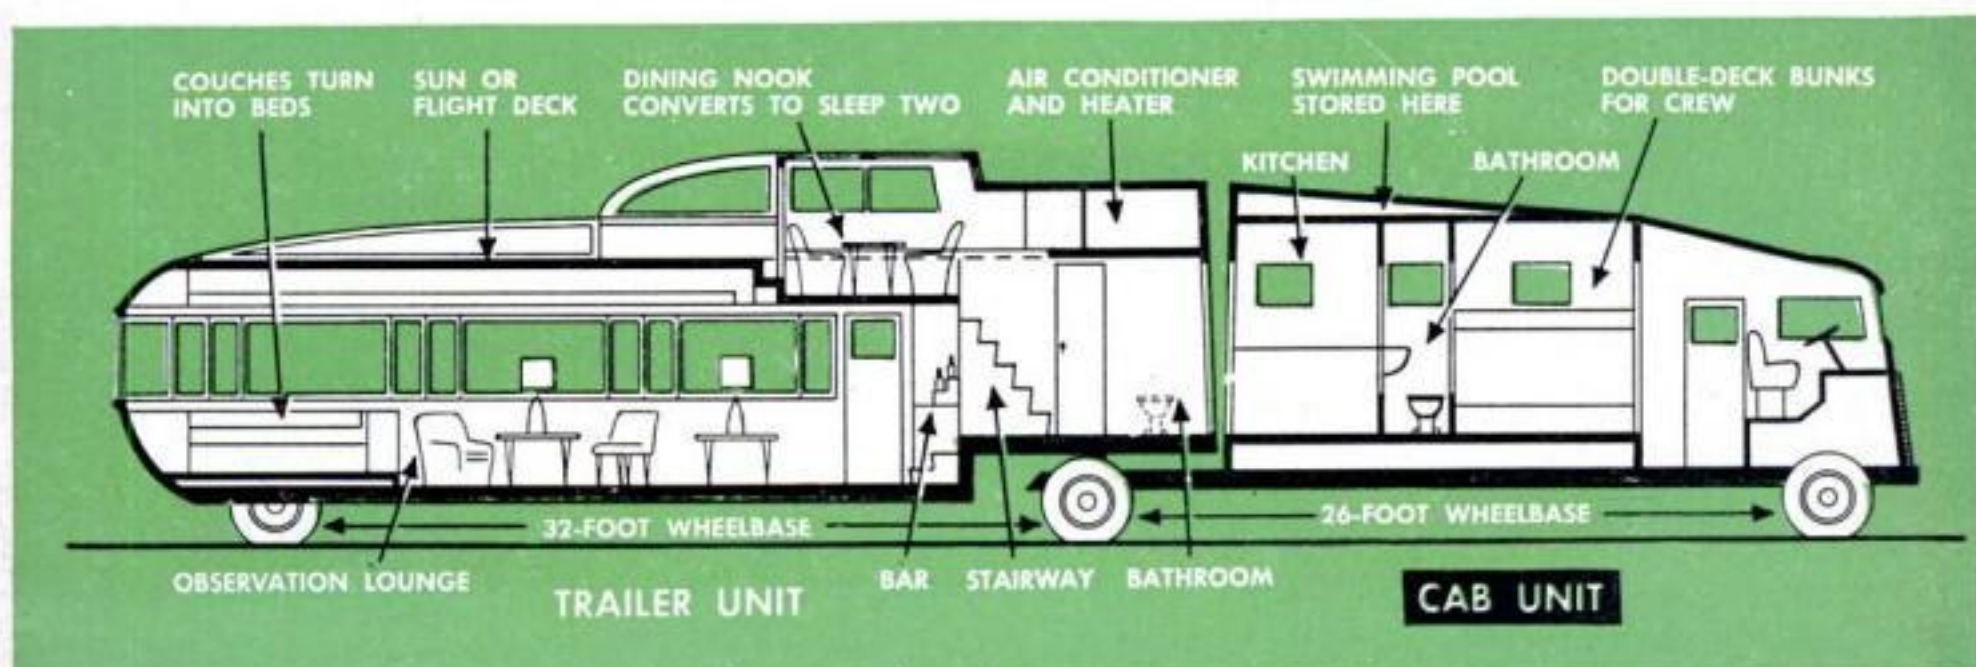 COUCHES TURN
INTO BEDS
SUN OR
FLIGHT DECK
DINING NOOK
CONVERTS TO SLEEP TWO
AIR CONDITIONER
AND HEATER
SWIMMING POOL
STORED HERE
DOUBLE-DECK BUNKS
FOR CREW
KITCHEN
BATHROOM
32-FOOT WHEELBASE
26-FOOT WHEELBASE
OBSERVATION LOUNGE
BAR
STAIRWAY
BATHROOM
TRAILER UNIT
CAB UNIT